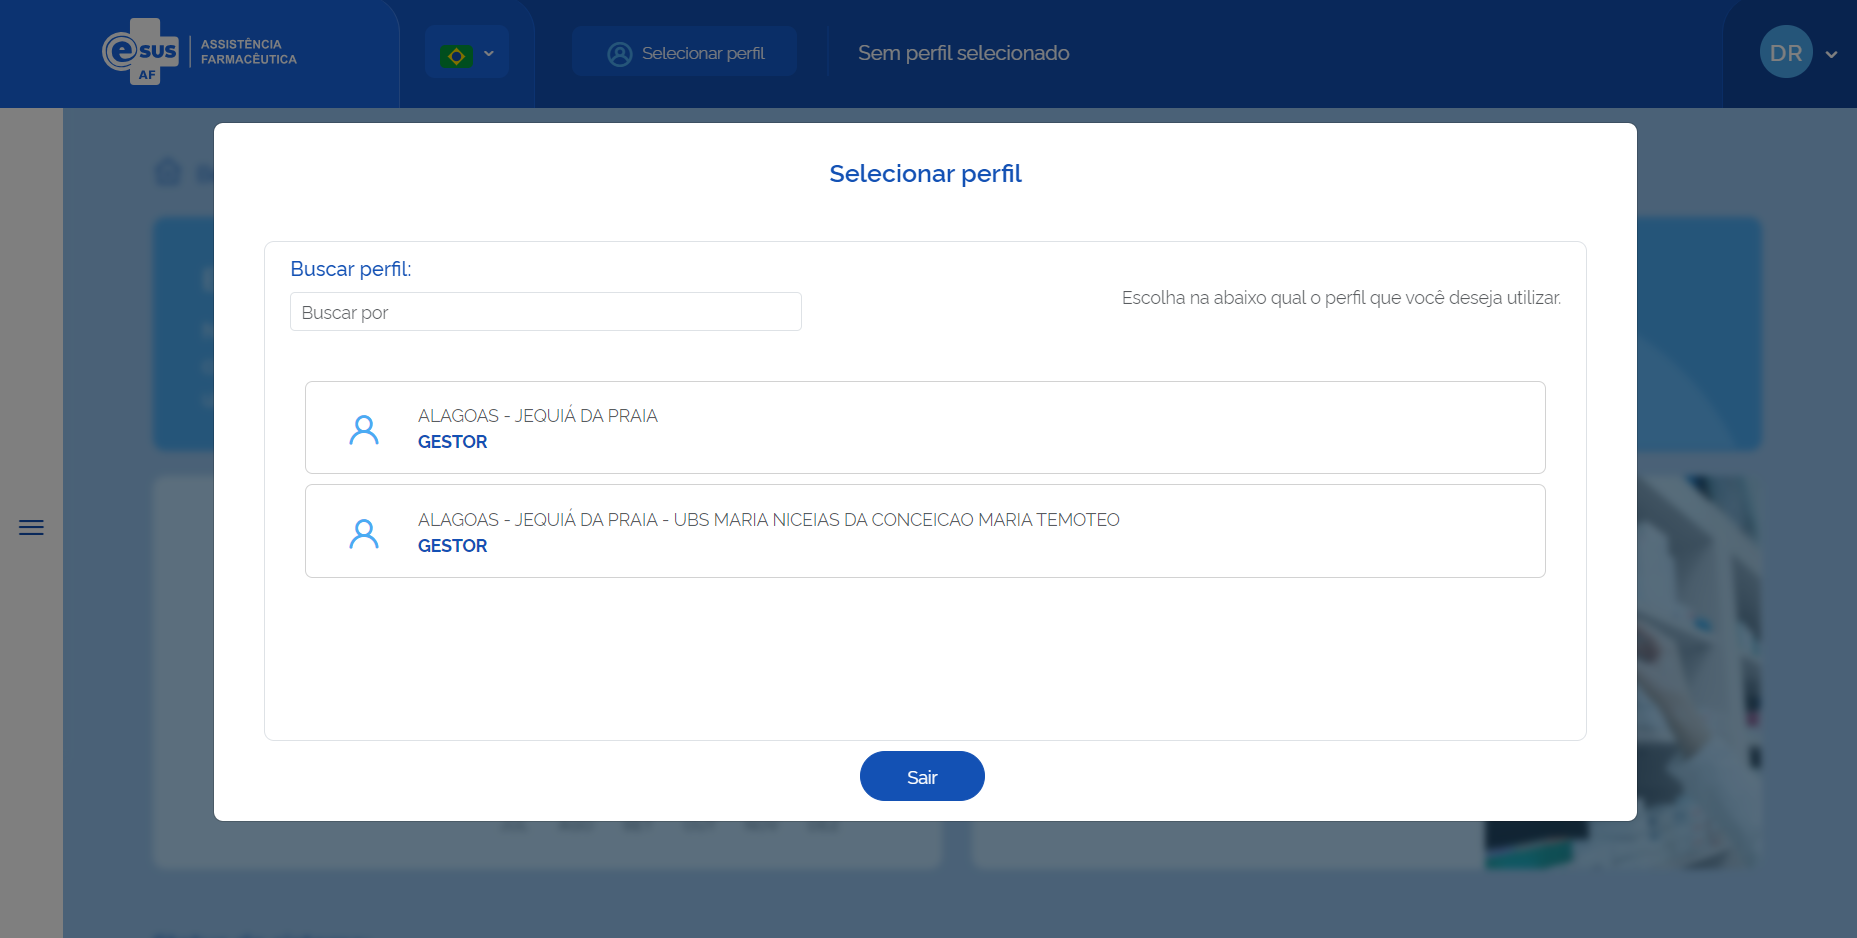 e sus
AF
ASSISTÊNCIA
FARMACÊUTICA
Selecionar perfil
Sem perfil selecionado
DR
Selecionar perfil
Buscar perfil:
Buscar por
Escolha na abaixo qual o perfil que você deseja utilizar.
ALAGOAS - JEQUIÁ DA PRAIA
GESTOR
ALAGOAS - JEQUIÁ DA PRAIA - UBS MARIA NICEIAS DA CONCEICAO MARIA TEMOTEO
GESTOR
Sair